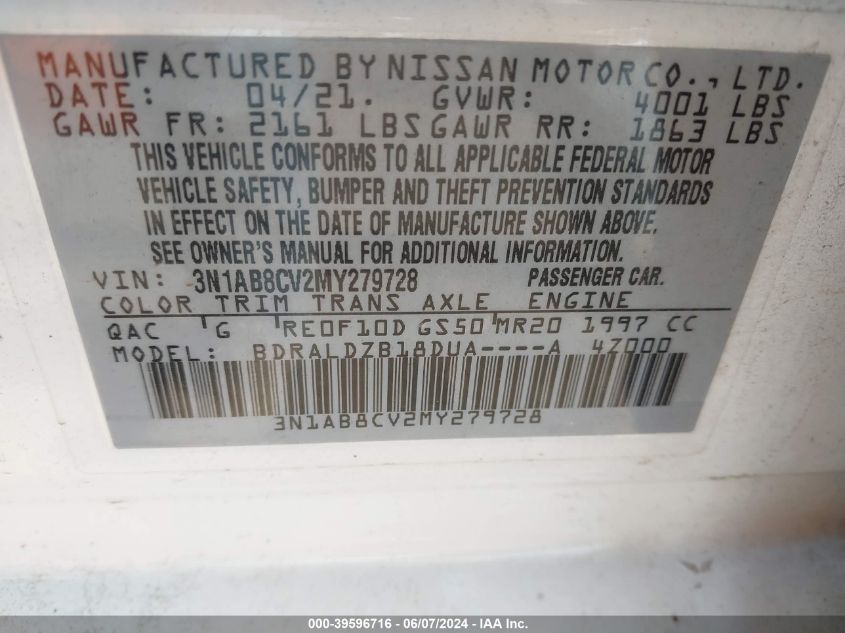 MANUFACTURED BY NISSAN MOTOR CO., LTD.
DATE: 04/21. GVWR: 4001 LBS
GAWR FR: 2161 LBS GAWR RR: 1863 LBS
THIS VEHICLE CONFORMS TO ALL APPLICABLE FEDERAL MOTOR
VEHICLE SAFETY, BUMPER AND THEFT PREVENTION STANDARDS
IN EFFECT ON THE DATE OF MANUFACTURE SHOWN ABOVE.
SEE OWNER'S MANUAL FOR ADDITIONAL INFORMATION.
VIN: 3N1AB8CV2MY279728 PASSENGER CAR.
COLOR TRIM TRANS AXLE ENGINE
QAC G RE0F10D GS50 MR20 1997 CC
MODEL: BDRALDZB18DUA----A 4Z000
3N1AB8CV2MY279728
000-39596716 - 06/07/2024 - IAA Inc.